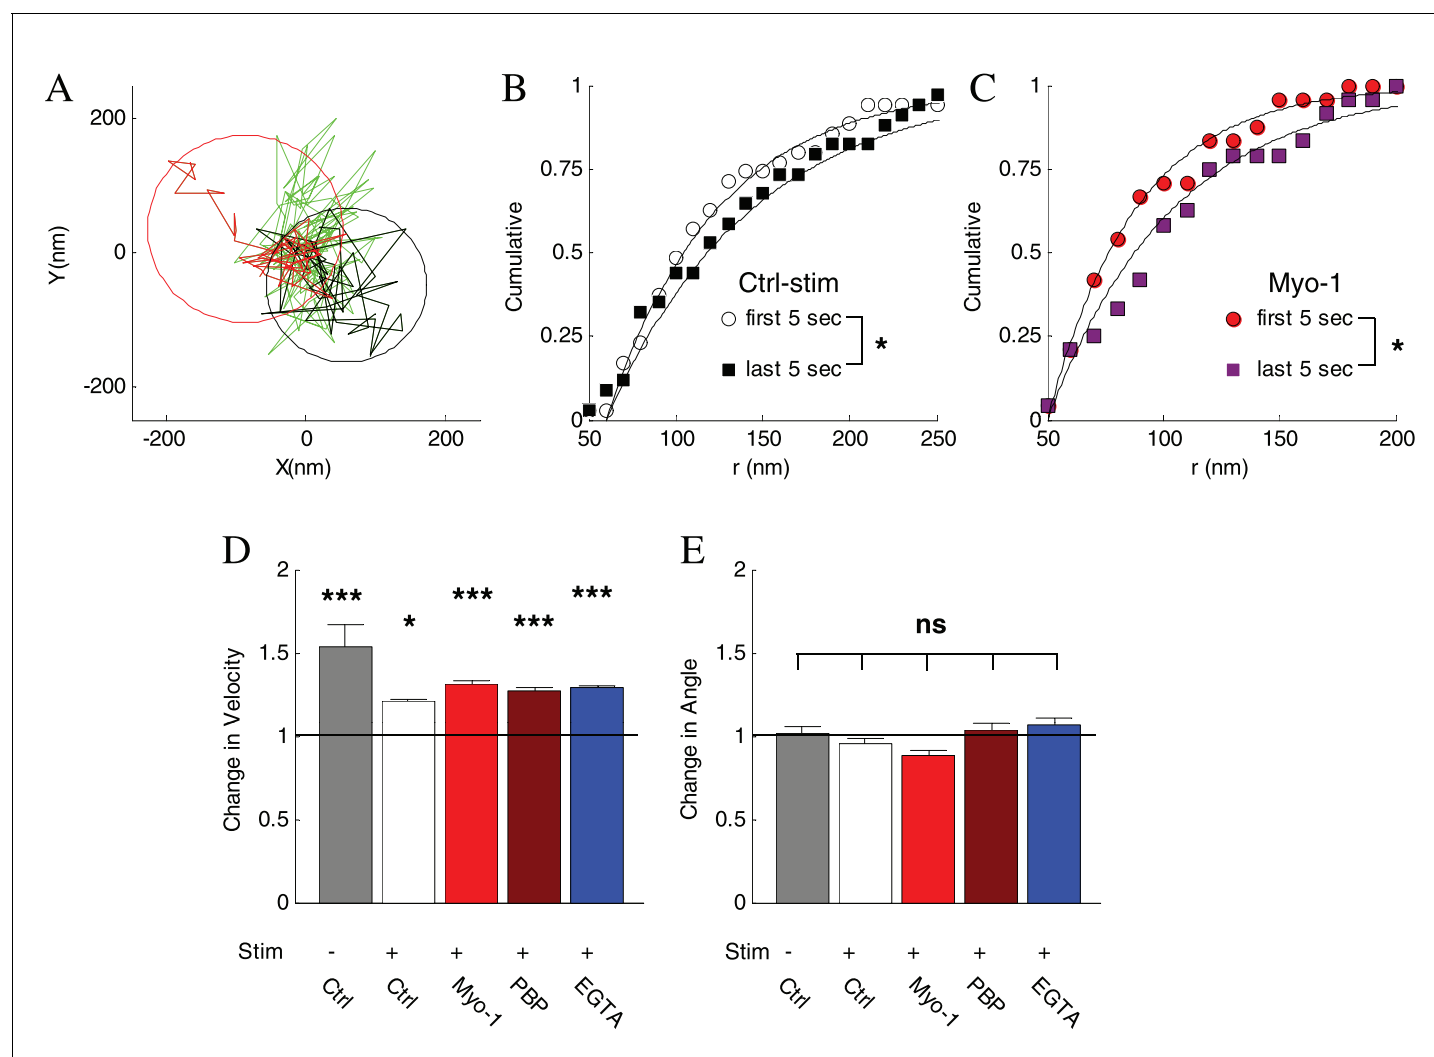 A
200
0
-200
Y(nm)
-200
0
200
X(nm)
B
1
0.75
0.5
0.25
0
Cumulative
Ctrl-stim
first 5 sec
*
last 5 sec
50
100
150
200
250
r (nm)
C
1
0.75
0.5
0.25
0
Cumulative
Myo-1
first 5 sec
*
last 5 sec
50
100
150
200
r (nm)
D
2
1.5
1
0.5
0
Change in Velocity
*** * *** *** ***
Stim - + + + +
Ctrl Ctrl Myo-1 PBP EGTA
E
2
1.5
1
0.5
0
Change in Angle
ns
Stim - + + + +
Ctrl Ctrl Myo-1 PBP EGTA